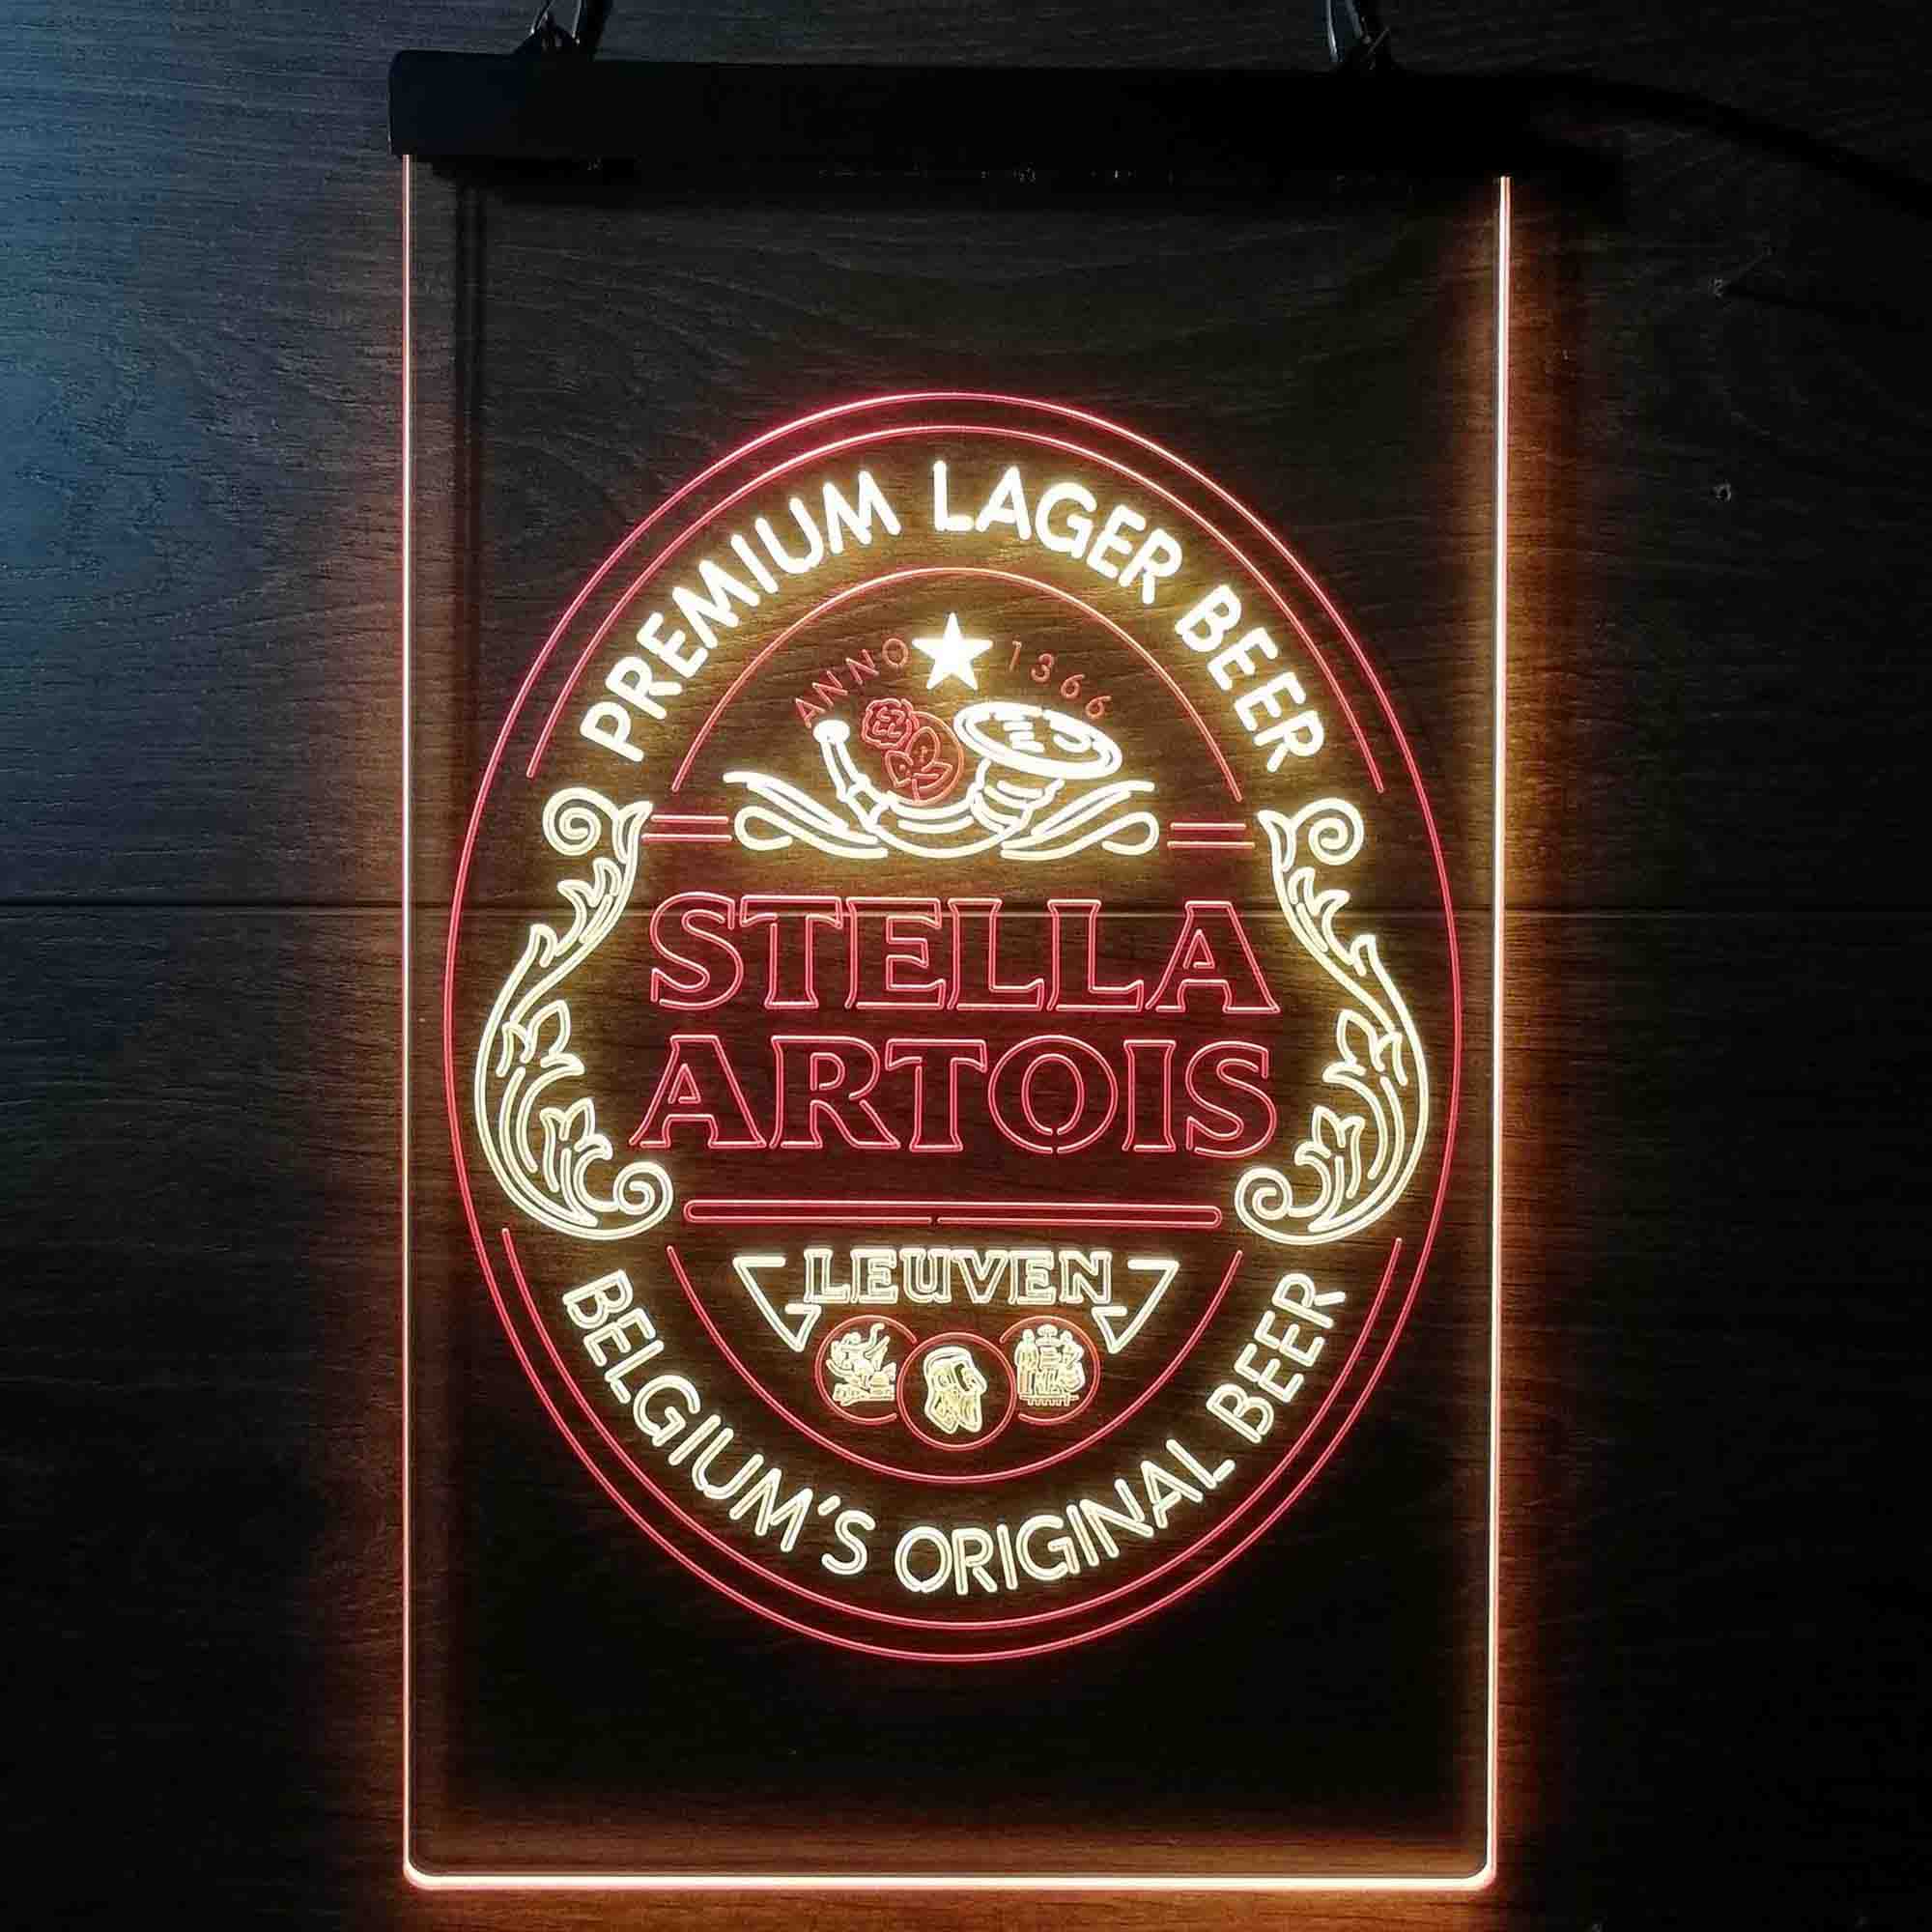 PREMIUM LAGER BEER
ANNO 1366
STELLA
ARTOIS
LEUVEN
BELGIUM'S ORIGINAL BEER